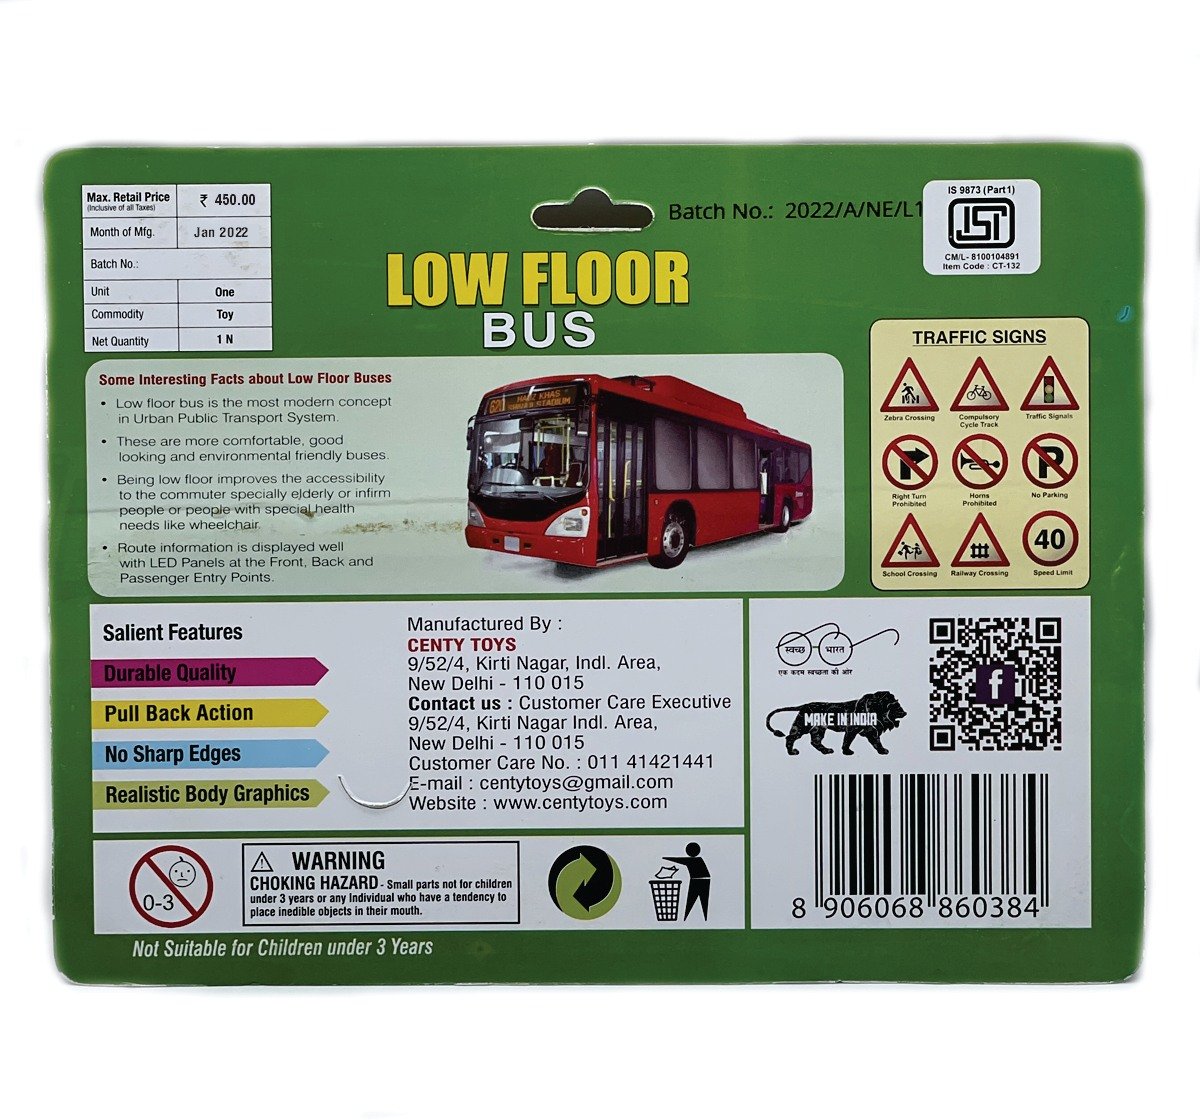 Max. Retail Price
(Inclusive of all Taxes)
₹ 450.00
Month of Mfg.
Jan 2022
Batch No.:
Unit
One
Commodity
Toy
Net Quantity
1 N
Batch No.: 2022/A/NE/L1
IS 9873 (Part1)
ISI
CM/L- 8100104891
Item Code : CT-132
LOW FLOOR
BUS
Some Interesting Facts about Low Floor Buses
• Low floor bus is the most modern concept
in Urban Public Transport System.
• These are more comfortable, good
looking and environmental friendly buses.
• Being low floor improves the accessibility
to the commuter specially elderly or infirm
people or people with special health
needs like wheelchair.
• Route information is displayed well
with LED Panels at the Front, Back and
Passenger Entry Points.
620
HAUZ KHAS
TRAFFIC SIGNS
Zebra Crossing
Compulsory
Cycle Track
Traffic Signals
Right Turn
Prohibited
Horns
Prohibited
P
No Parking
School Crossing
Railway Crossing
40
Speed Limit
Salient Features
Durable Quality
Pull Back Action
No Sharp Edges
Realistic Body Graphics
Manufactured By :
CENTY TOYS
9/52/4, Kirti Nagar, Indl. Area,
New Delhi - 110 015
Contact us : Customer Care Executive
9/52/4, Kirti Nagar Indl. Area,
New Delhi - 110 015
Customer Care No. : 011 41421441
E-mail : centytoys@gmail.com
Website : www.centytoys.com
स्वच्छ भारत
एक कदम स्वच्छता की ओर
MAKE IN INDIA
f
8 906068 860384
0-3
WARNING
CHOKING HAZARD - Small parts not for children
under 3 years or any Individual who have a tendency to
place inedible objects in their mouth.
Not Suitable for Children under 3 Years